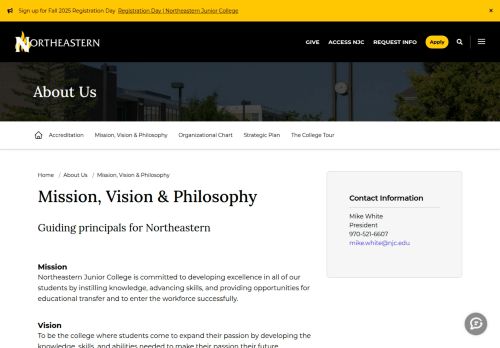 Sign up for Fall 2025 Registration Day Registration Day | Northeastern Junior College ×
NORTHEASTERN
GIVE ACCESS NJC REQUEST INFO Apply
About Us
Accreditation Mission, Vision & Philosophy Organizational Chart Strategic Plan The College Tour
Home / About Us / Mission, Vision & Philosophy
Mission, Vision & Philosophy
Guiding principals for Northeastern
Mission
Northeastern Junior College is committed to developing excellence in all of our
students by instilling knowledge, advancing skills, and providing opportunities for
educational transfer and to enter the workforce successfully.
Vision
To be the college where students come to expand their passion by developing the
knowledge, skills, and abilities needed to make their passion their future.
Contact Information
Mike White
President
970-521-6607
mike.white@njc.edu